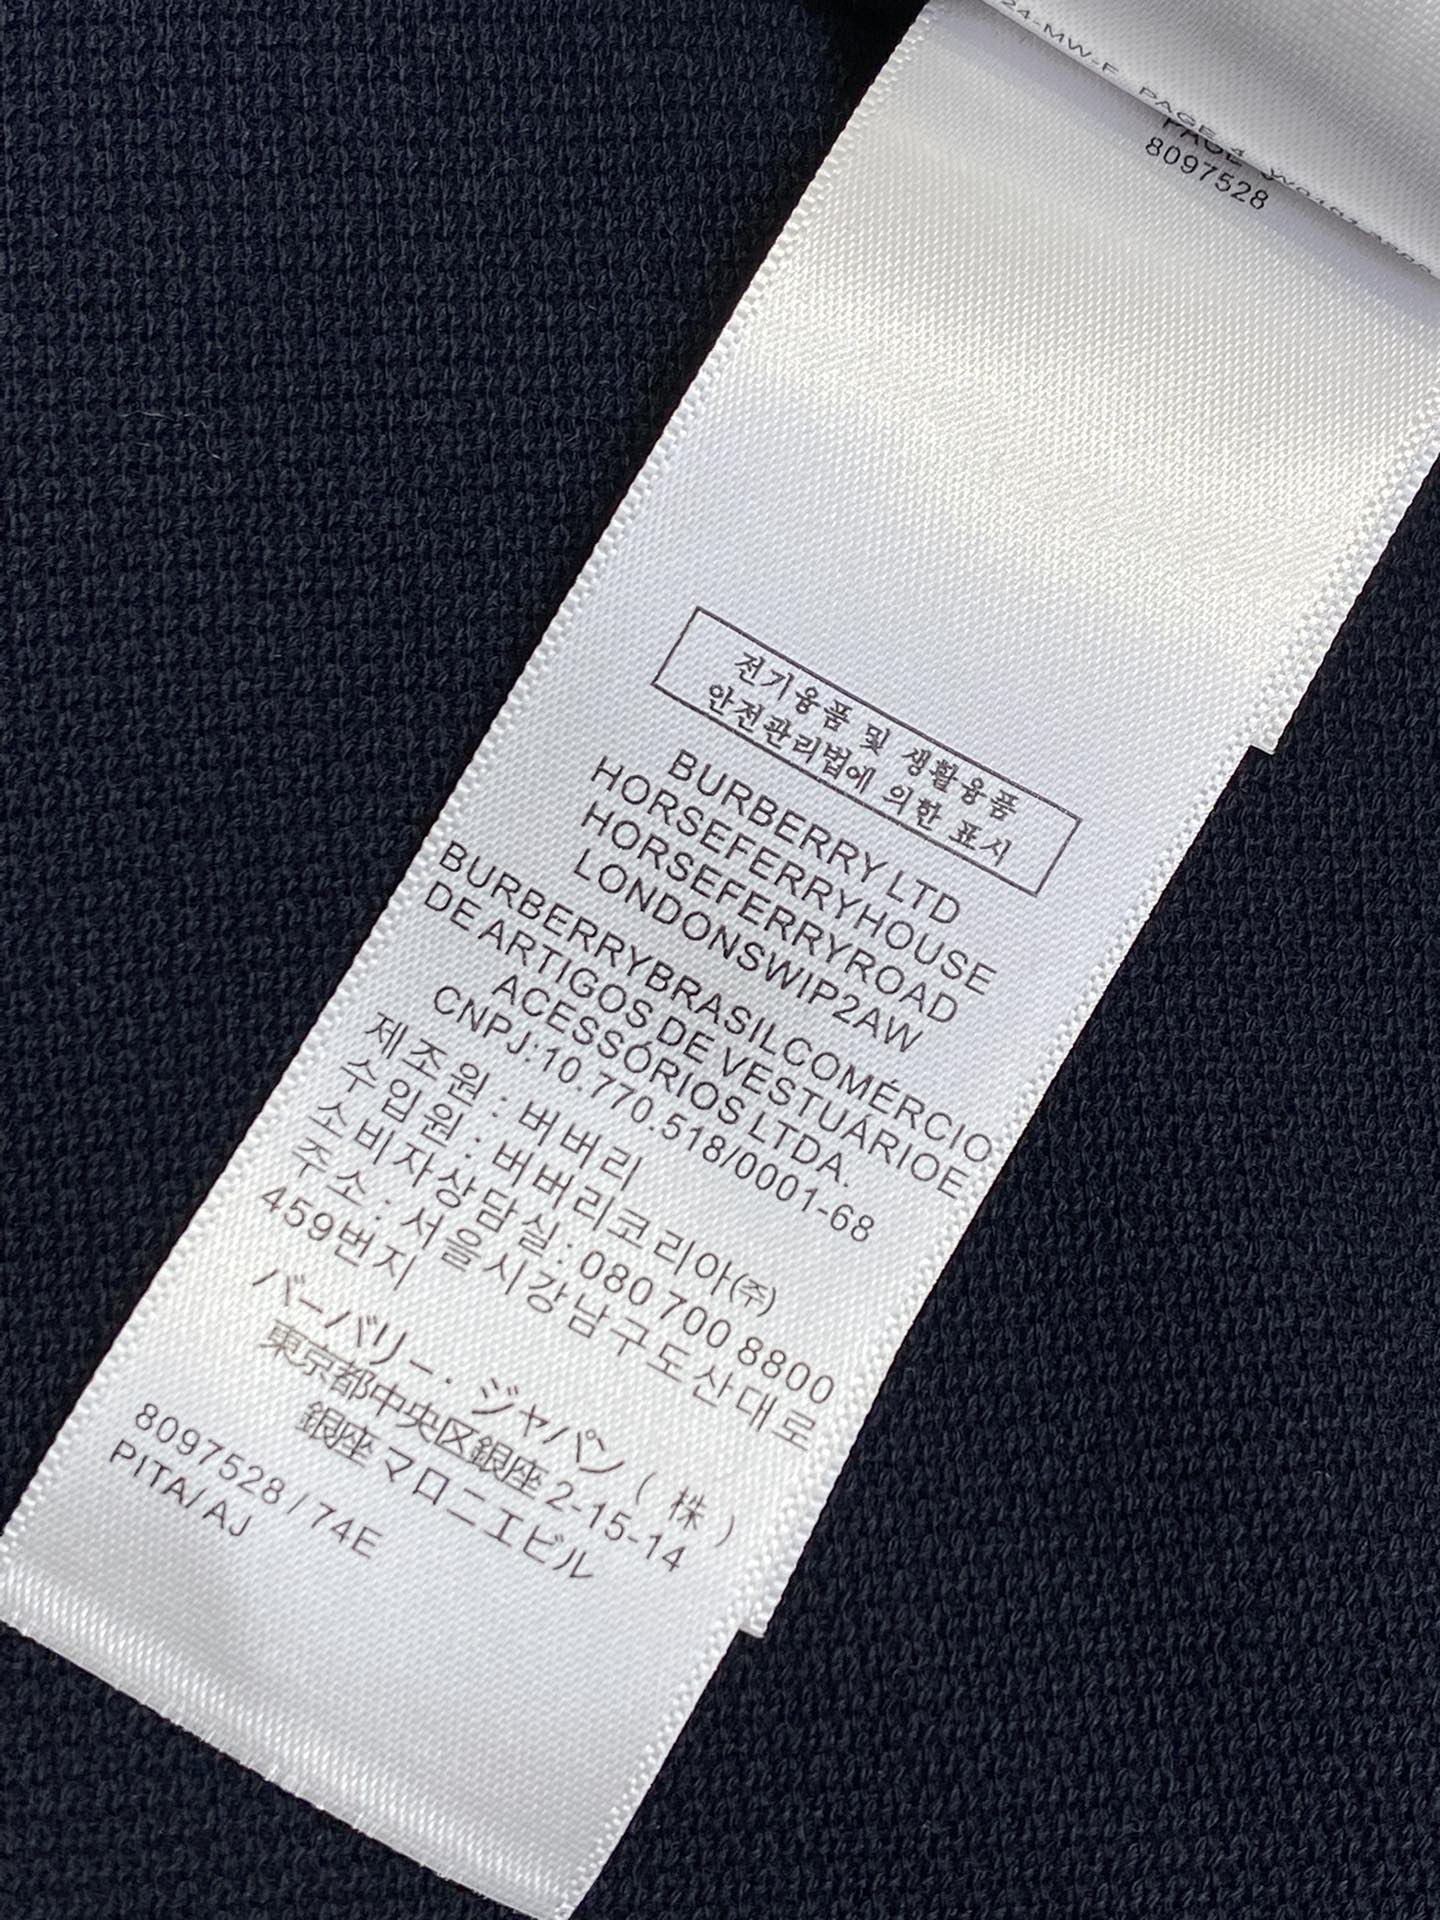 24-MW-F PAGE 4
8097528
전기용품 및 생활용품
안전관리법에 의한 표시
BURBERRY LTD
HORSEFERRYHOUSE
HORSEFERRYROAD
LONDONSWIP2AW
BURBERRYBRASILCOMÉRCIO
DE ARTIGOS DE VESTUÁRIOE
ACESSÓRIOS LTDA.
CNPJ:10.770.518/0001-68
제조원 : 버버리
수입원 : 버버리코리아(주)
소비자상담실 : 080 700 8800
주소 : 서울시강남구도산대로
459번지
バーバリー・ジャパン ( 株 )
東京都中央区銀座 2-15-14
銀座 マロニエビル
8097528 / 74E
PITA/AJ